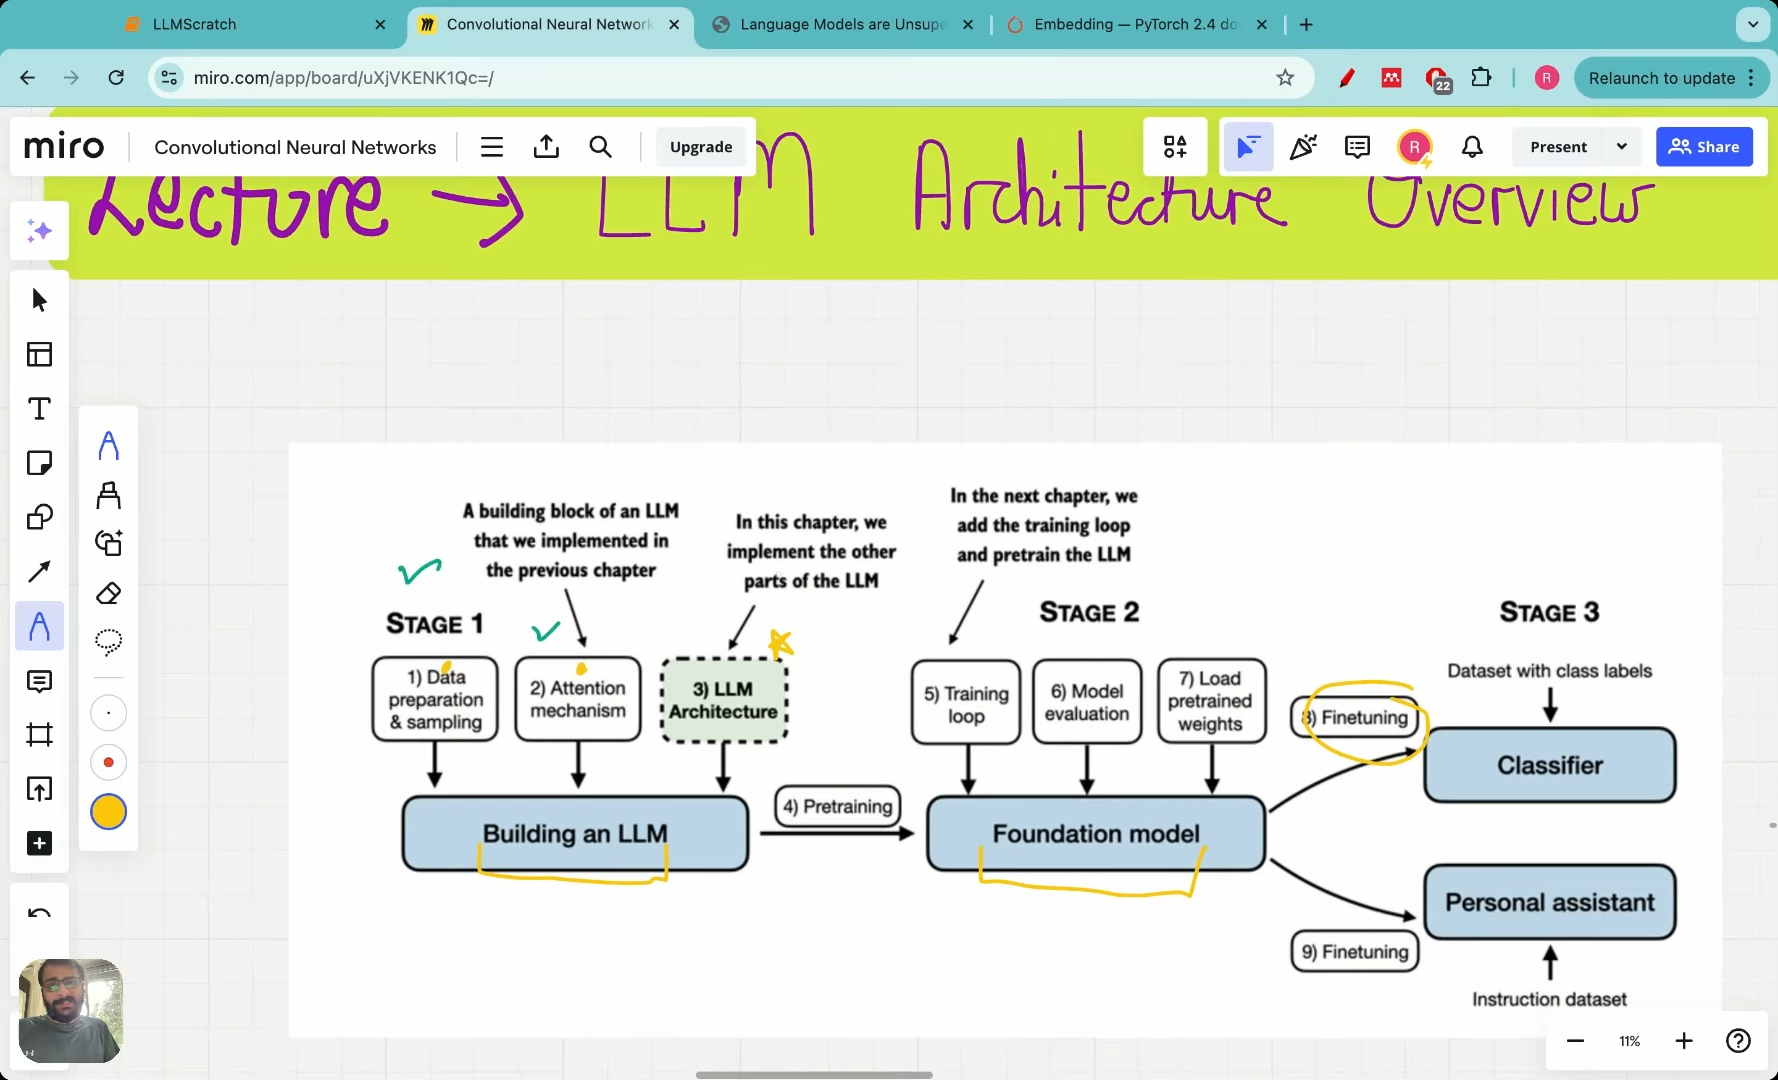 LLMScratch
Convolutional Neural Network
Language Models are Unsupe
Embedding — PyTorch 2.4 do
miro.com/app/board/uXjVKENK1Qc=/
22
R
Relaunch to update
miro
Convolutional Neural Networks
Upgrade
R
Present
Share
Lecture → LLM Architecture Overview
A building block of an LLM
that we implemented in
the previous chapter
In this chapter, we
implement the other
parts of the LLM
In the next chapter, we
add the training loop
and pretrain the LLM
STAGE 1
STAGE 2
STAGE 3
1) Data
preparation
& sampling
2) Attention
mechanism
3) LLM
Architecture
5) Training
loop
6) Model
evaluation
7) Load
pretrained
weights
8) Finetuning
Dataset with class labels
Classifier
Building an LLM
4) Pretraining
Foundation model
Personal assistant
9) Finetuning
Instruction dataset
11%